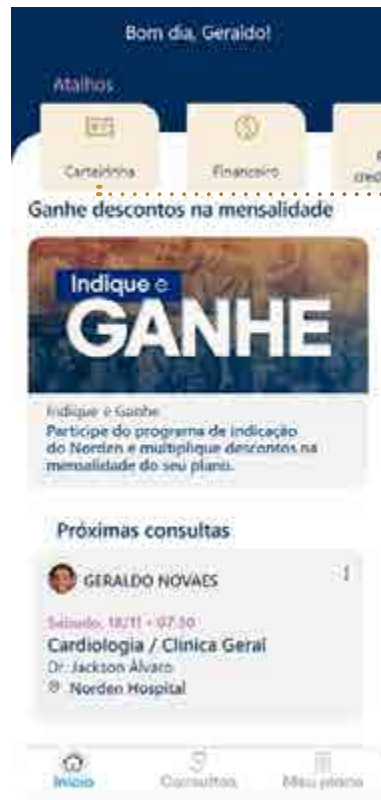 Bom dia, Geraldo!
Atalhos
Carteirinha
Financeiro
cred
Ganhe descontos na mensalidade
Indique e
GANHE
Indique e Ganhe
Participe do programa de indicação
do Norden e multiplique descontos na
mensalidade do seu plano.
Próximas consultas
GERALDO NOVAES
Sábado, 18/11 - 07:30
Cardiologia / Clínica Geral
Dr. Jackson Álvaro
Norden Hospital
Início
Consultas
Meu plano